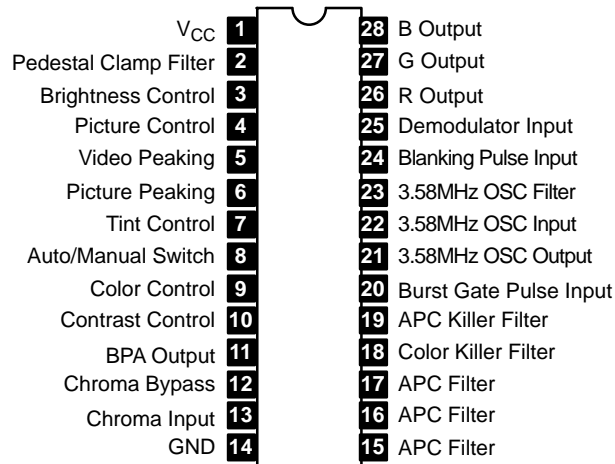 VCC 1 28 B Output
Pedestal Clamp Filter 2 27 G Output
Brightness Control 3 26 R Output
Picture Control 4 25 Demodulator Input
Video Peaking 5 24 Blanking Pulse Input
Picture Peaking 6 23 3.58MHz OSC Filter
Tint Control 7 22 3.58MHz OSC Input
Auto/Manual Switch 8 21 3.58MHz OSC Output
Color Control 9 20 Burst Gate Pulse Input
Contrast Control 10 19 APC Killer Filter
BPA Output 11 18 Color Killer Filter
Chroma Bypass 12 17 APC Filter
Chroma Input 13 16 APC Filter
GND 14 15 APC Filter